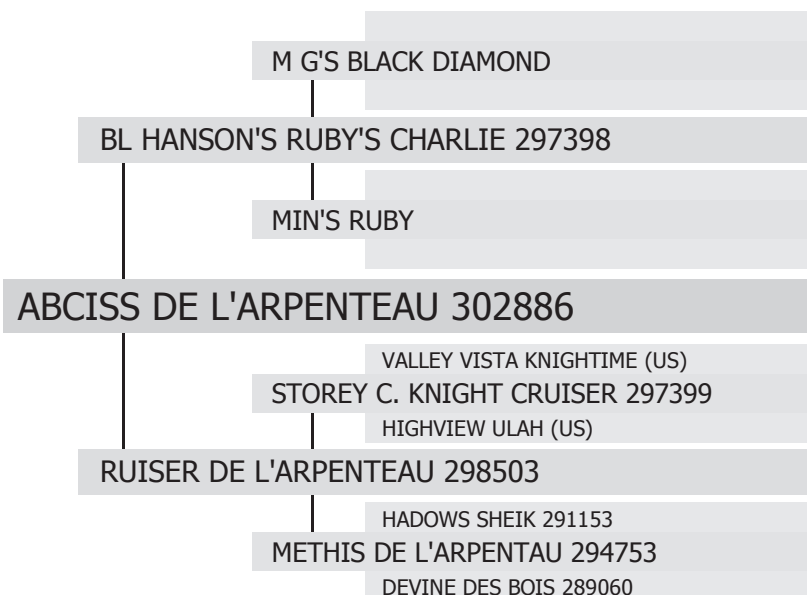 M G'S BLACK DIAMOND
BL HANSON'S RUBY'S CHARLIE 297398
MIN'S RUBY
ABCISS DE L'ARPENTEAU 302886
VALLEY VISTA KNIGHTIME (US)
STOREY C. KNIGHT CRUISER 297399
HIGHVIEW ULAH (US)
RUISER DE L'ARPENTEAU 298503
HADOWS SHEIK 291153
METHIS DE L'ARPENTAU 294753
DEVINE DES BOIS 289060